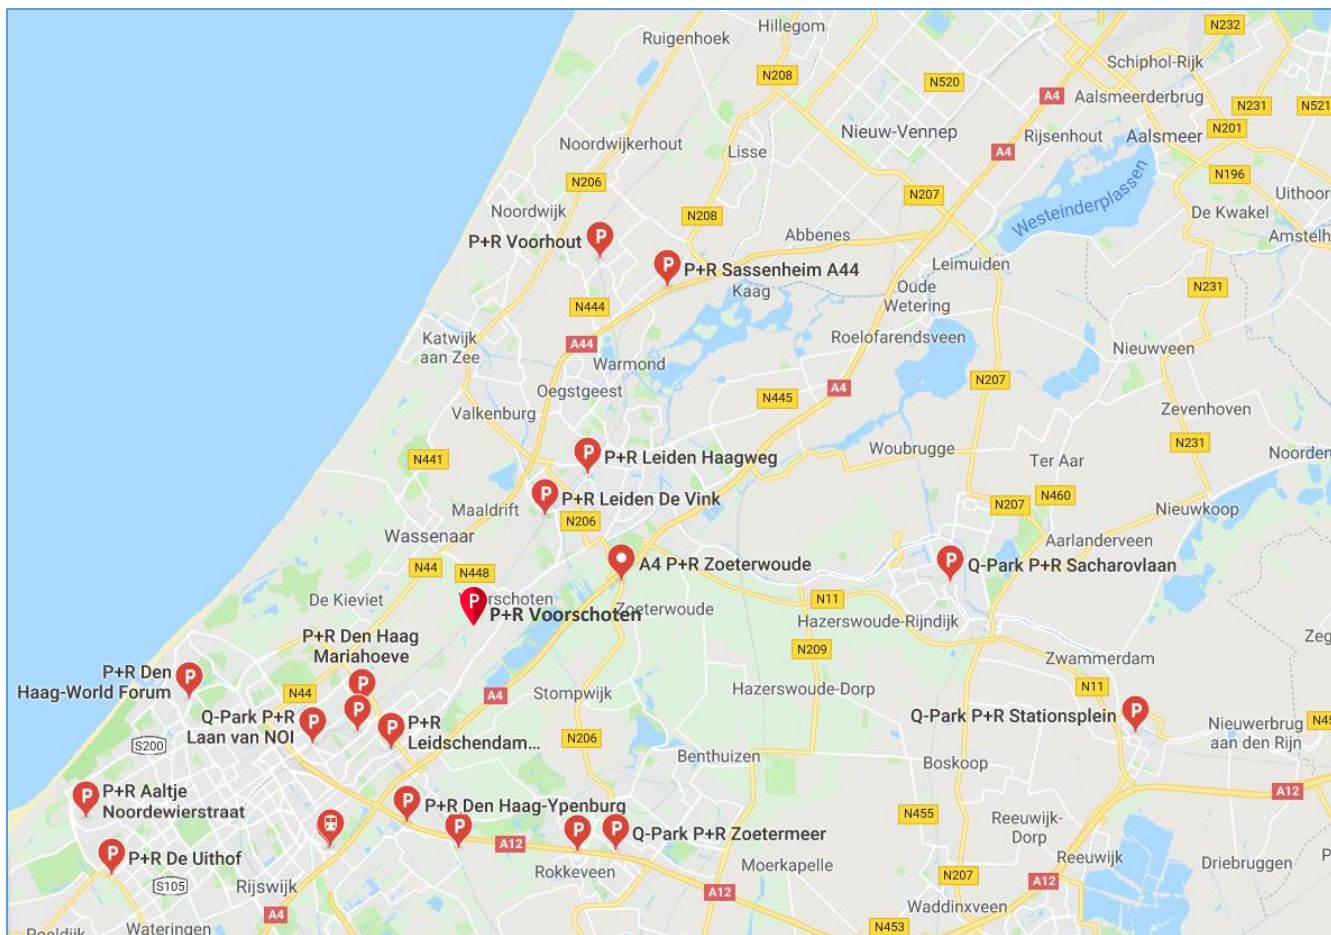 Hillegom
N232
Ruigenhoek
Schiphol-Rijk
N208
N520
A4
Aalsmeerderbrug
N231
N521
Nieuw-Vennep
Rijsenhout
N201
Aalsmeer
Noordwijkerhout
Lisse
A4
N206
N207
N196
Westeinderplassen
Uithoorn
Noordwijk
N208
De Kwakel
P+R Voorhout
P
Abbenes
Amstelh
P
P+R Sassenheim A44
Leimuiden
Kaag
Oude
Wetering
N231
N444
Katwijk
aan Zee
A44
Roelofarendsveen
Nieuwveen
Warmond
Oegstgeest
A4
N207
N445
Valkenburg
Zevenhoven
N231
P
P+R Leiden Haagweg
Woubrugge
N441
Ter Aar
Noorden
P
P+R Leiden De Vink
N460
Maaldrift
N207
Nieuwkoop
N206
Wassenaar
Aarlanderveen
A4 P+R Zoeterwoude
P
Q-Park P+R Sacharovlaan
N44
N448
De Kieviet
P
P+R Voorschoten
Zoeterwoude
N11
Hazerswoude-Rijndijk
P+R Den Haag
Mariahoeve
N209
Zwammerdam
P+R Den
Haag-World Forum
P
P
N44
A4
Stompwijk
Hazerswoude-Dorp
N11
Q-Park P+R
Laan van NOI
P
P
P
P+R
Leidschendam...
Q-Park P+R Stationsplein
P
Nieuwerbrug
aan den Rijn
S200
N206
Benthuizen
Boskoop
P
P+R Aaltje
Noordewierstraat
P
P+R Den Haag-Ypenburg
A12
N455
Reeuwijk-
Dorp
P
P
P
Q-Park P+R Zoetermeer
A12
P
P+R De Uithof
Rokkeveen
Moerkapelle
Reeuwijk
Driebruggen
S105
Rijswijk
N207
A12
A12
A4
Waddinxveen
Wateringen
N453